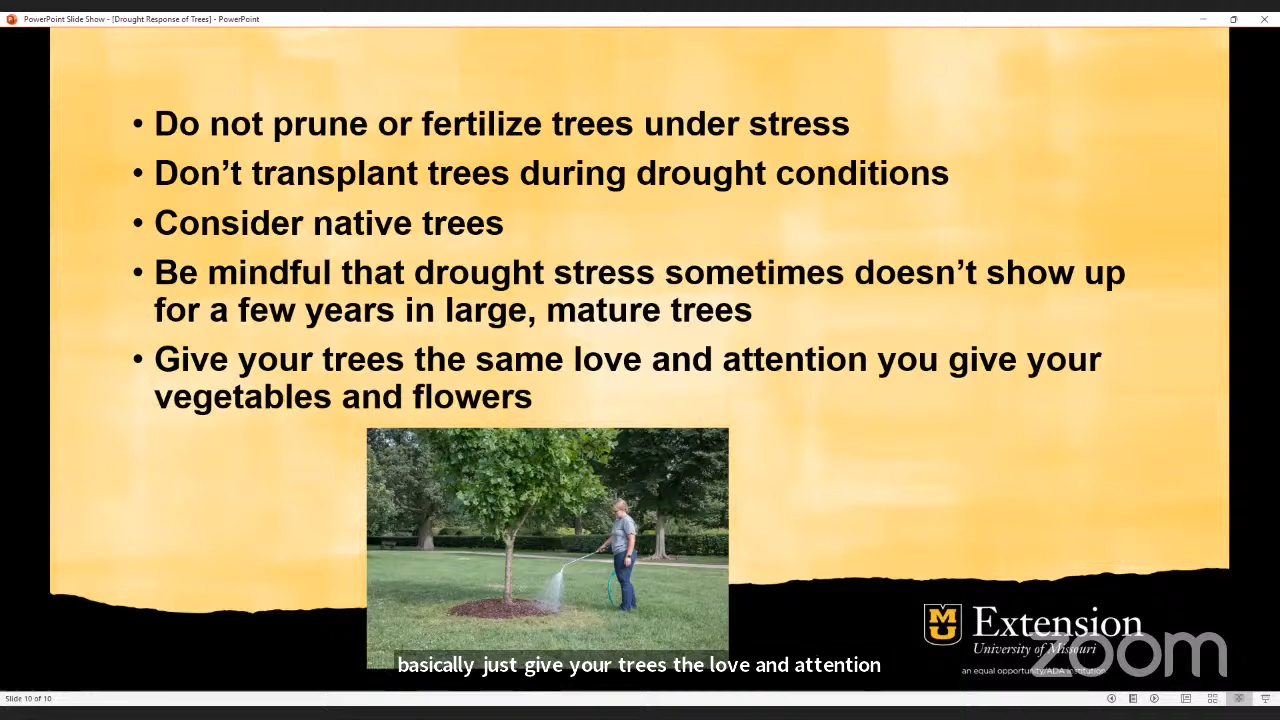 PowerPoint Slide Show - [Drought Response of Trees] - PowerPoint
• Do not prune or fertilize trees under stress
• Don’t transplant trees during drought conditions
• Consider native trees
• Be mindful that drought stress sometimes doesn’t show up
for a few years in large, mature trees
• Give your trees the same love and attention you give your
vegetables and flowers
MU
Extension
University of Missouri
an equal opportunity/ADA institution
zoom
basically just give your trees the love and attention
Slide 10 of 10